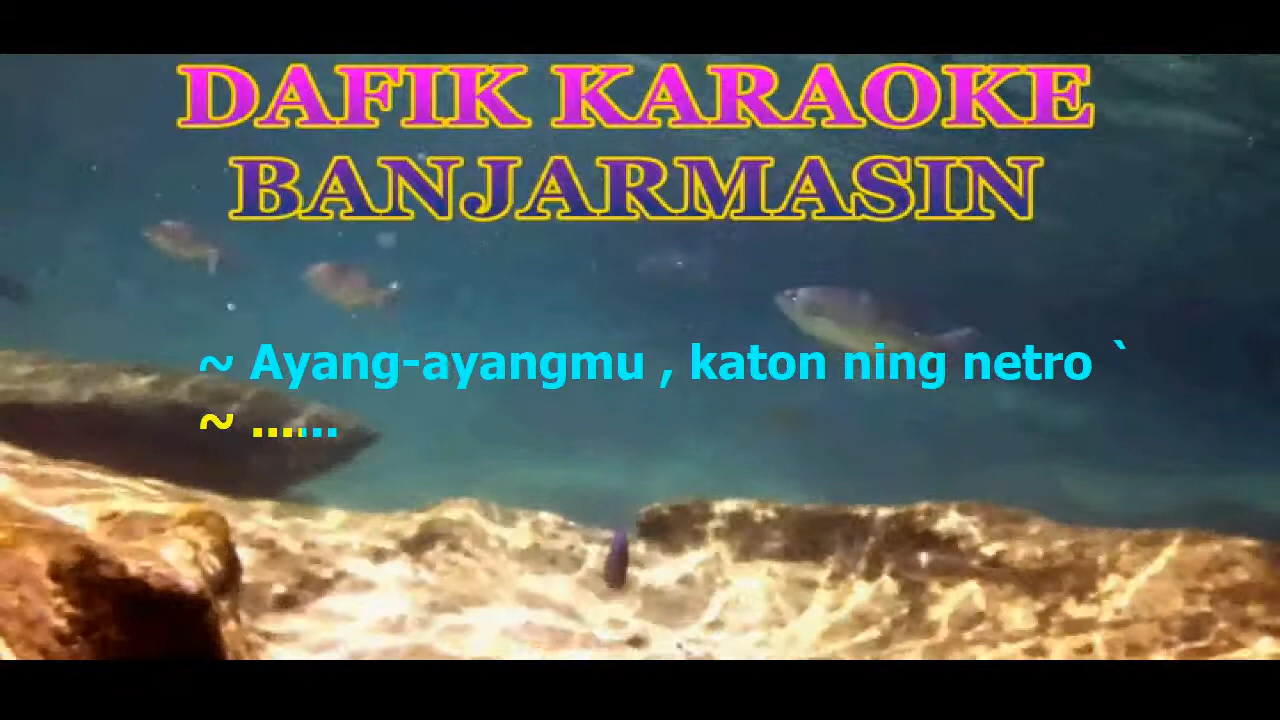 DAFIK KARAOKE
BANJARMASIN
~ Ayang-ayangmu , katon ning netro `
~ .......